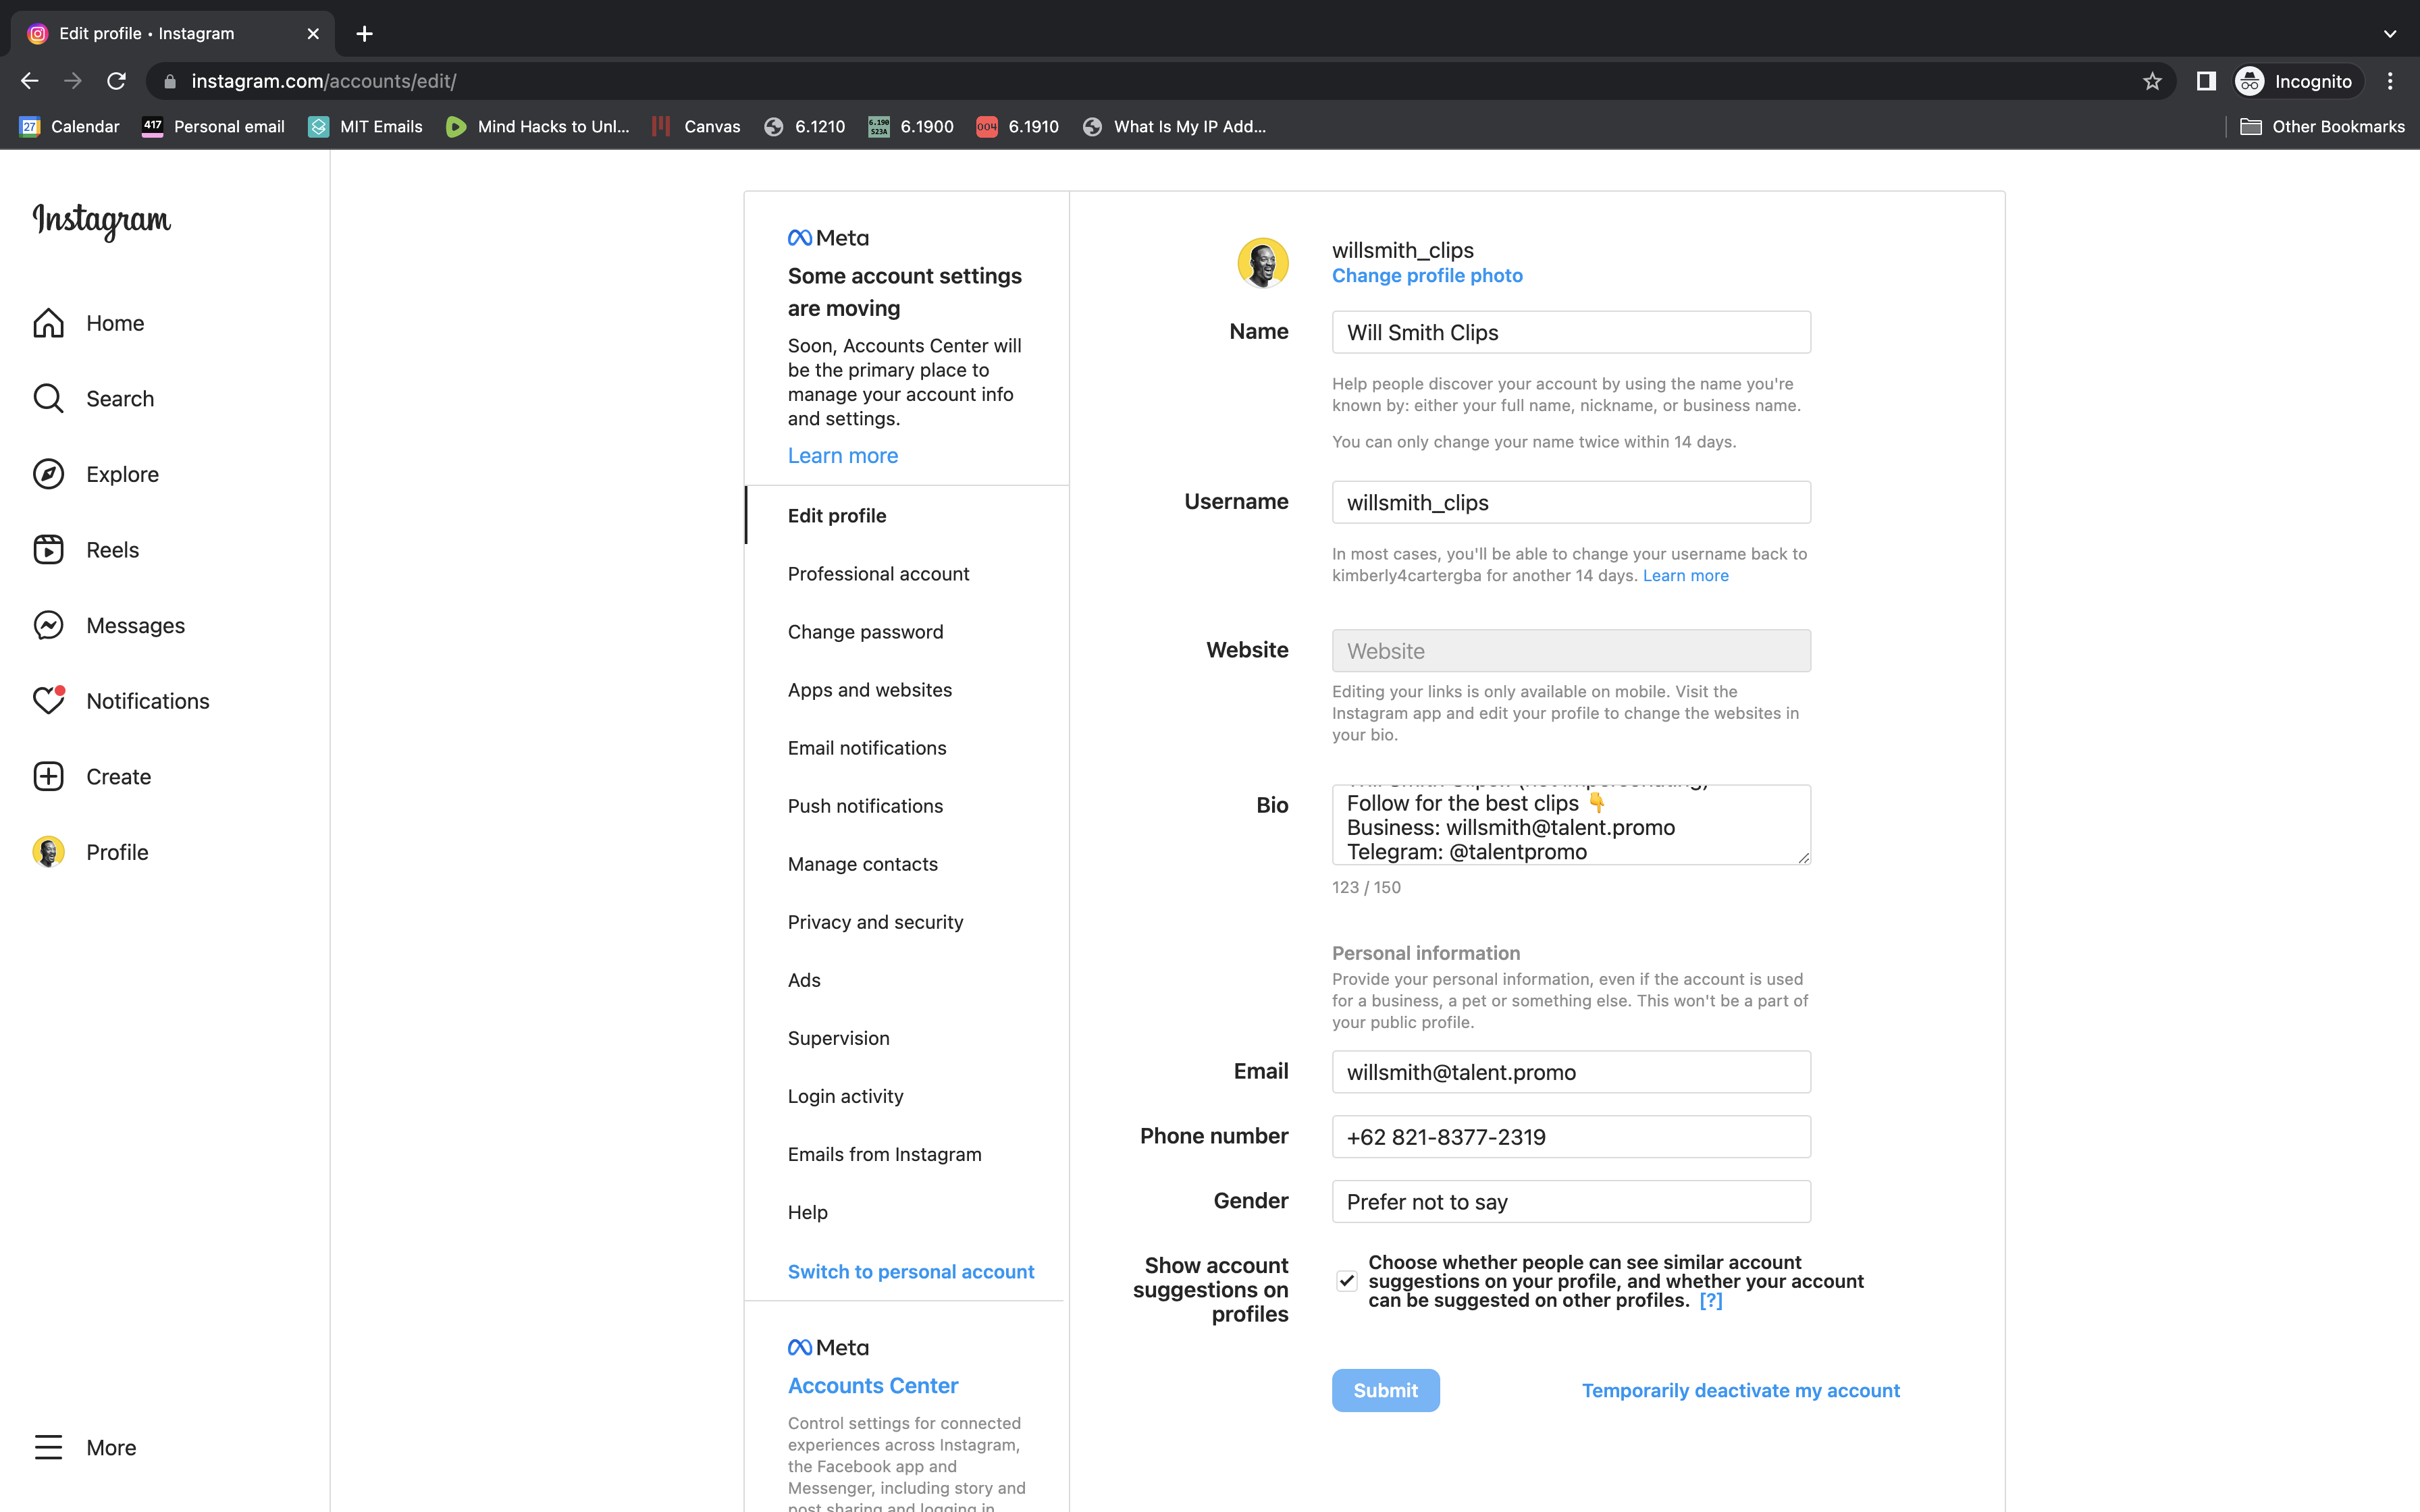 Edit profile • Instagram
instagram.com/accounts/edit/
Incognito
27 Calendar
417 Personal email
MIT Emails
Mind Hacks to Unl...
Canvas
6.1210
6.190 S23A 6.1900
004 6.1910
What Is My IP Add...
Other Bookmarks
Instagram
Home
Search
Explore
Reels
Messages
Notifications
Create
Profile
More
Meta
Some account settings
are moving
Soon, Accounts Center will
be the primary place to
manage your account info
and settings.
Learn more
Edit profile
Professional account
Change password
Apps and websites
Email notifications
Push notifications
Manage contacts
Privacy and security
Ads
Supervision
Login activity
Emails from Instagram
Help
Switch to personal account
Meta
Accounts Center
Control settings for connected
experiences across Instagram,
the Facebook app and
Messenger, including story and
post sharing and logging in.
willsmith_clips
Change profile photo
Name
Will Smith Clips
Help people discover your account by using the name you're
known by: either your full name, nickname, or business name.
You can only change your name twice within 14 days.
Username
willsmith_clips
In most cases, you'll be able to change your username back to
kimberly4cartergba for another 14 days. Learn more
Website
Website
Editing your links is only available on mobile. Visit the
Instagram app and edit your profile to change the websites in
your bio.
Bio
Follow for the best clips 👇
Business: willsmith@talent.promo
Telegram: @talentpromo
123 / 150
Personal information
Provide your personal information, even if the account is used
for a business, a pet or something else. This won't be a part of
your public profile.
Email
willsmith@talent.promo
Phone number
+62 821-8377-2319
Gender
Prefer not to say
Show account
suggestions on
profiles
Choose whether people can see similar account
suggestions on your profile, and whether your account
can be suggested on other profiles. [?]
Submit
Temporarily deactivate my account